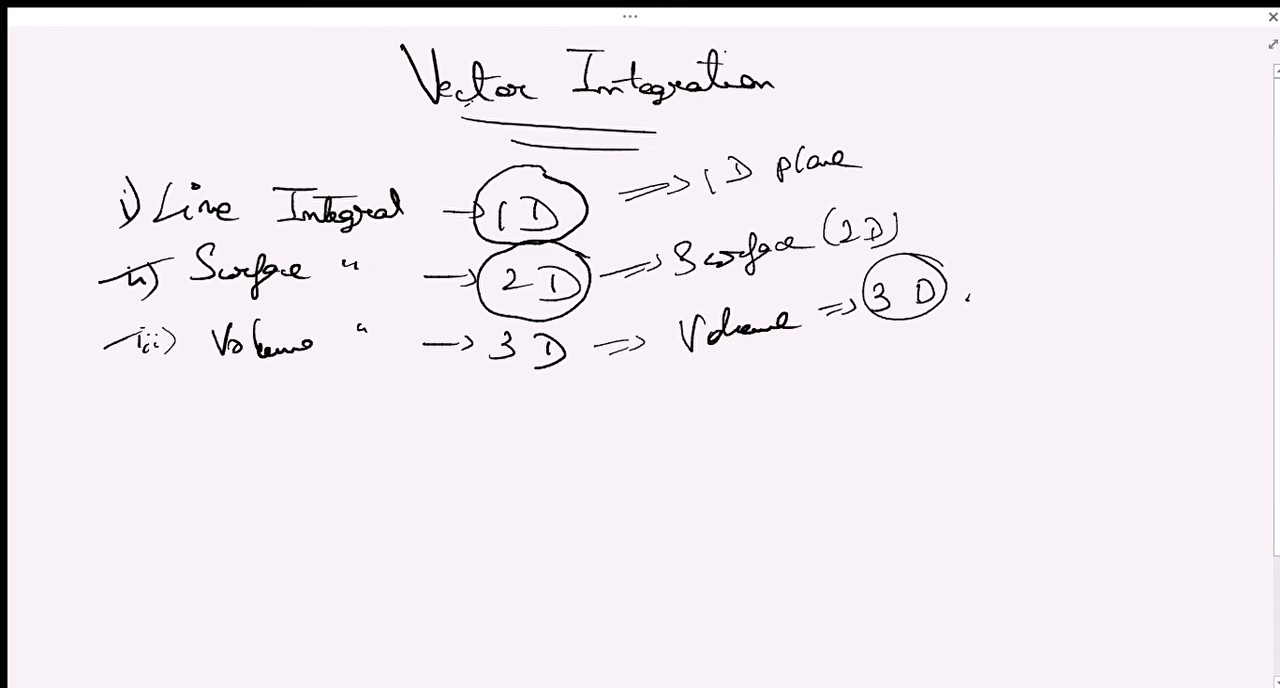 Vector Integration
i) Line Integral → 1D ⇒ 1D plane
ii) Surface " → 2D ⇒ Surface (2D)
iii) Volume " → 3D ⇒ Volume ⇒ 3D.